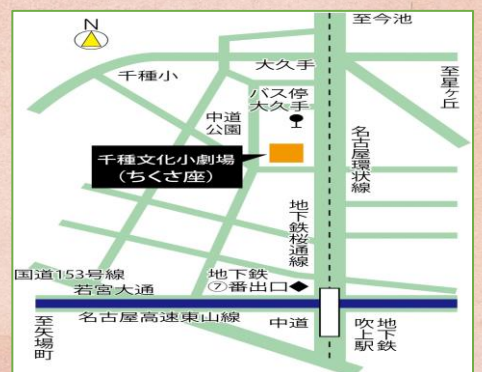 N
至今池
大久手
千種小
至星ヶ丘
バス停
大久手
中道
公園
名古屋環状線
千種文化小劇場
(ちくさ座)
地下鉄桜通線
国道153号線
地下鉄
⑦番出口◆
若宮大通
名古屋高速東山線
中道
至矢場町
地下鉄
吹上駅